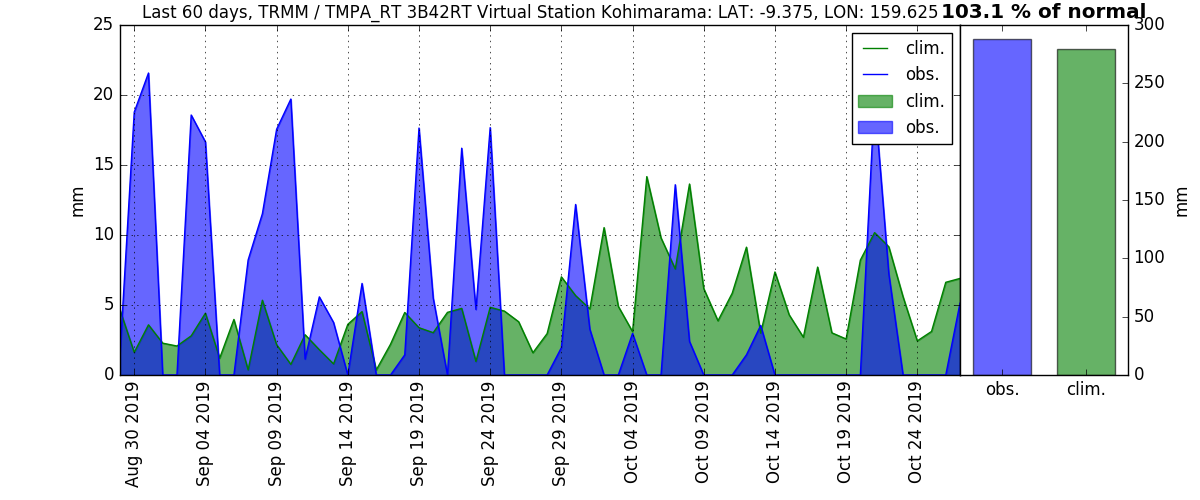 Last 60 days, TRMM / TMPA_RT 3B42RT Virtual Station Kohimarama: LAT: -9.375, LON: 159.625
103.1 % of normal
25
20
15
10
5
0
mm
clim.
obs.
clim.
obs.
Aug 30 2019
Sep 04 2019
Sep 09 2019
Sep 14 2019
Sep 19 2019
Sep 24 2019
Sep 29 2019
Oct 04 2019
Oct 09 2019
Oct 14 2019
Oct 19 2019
Oct 24 2019
300
250
200
150
100
50
0
mm
obs.
clim.